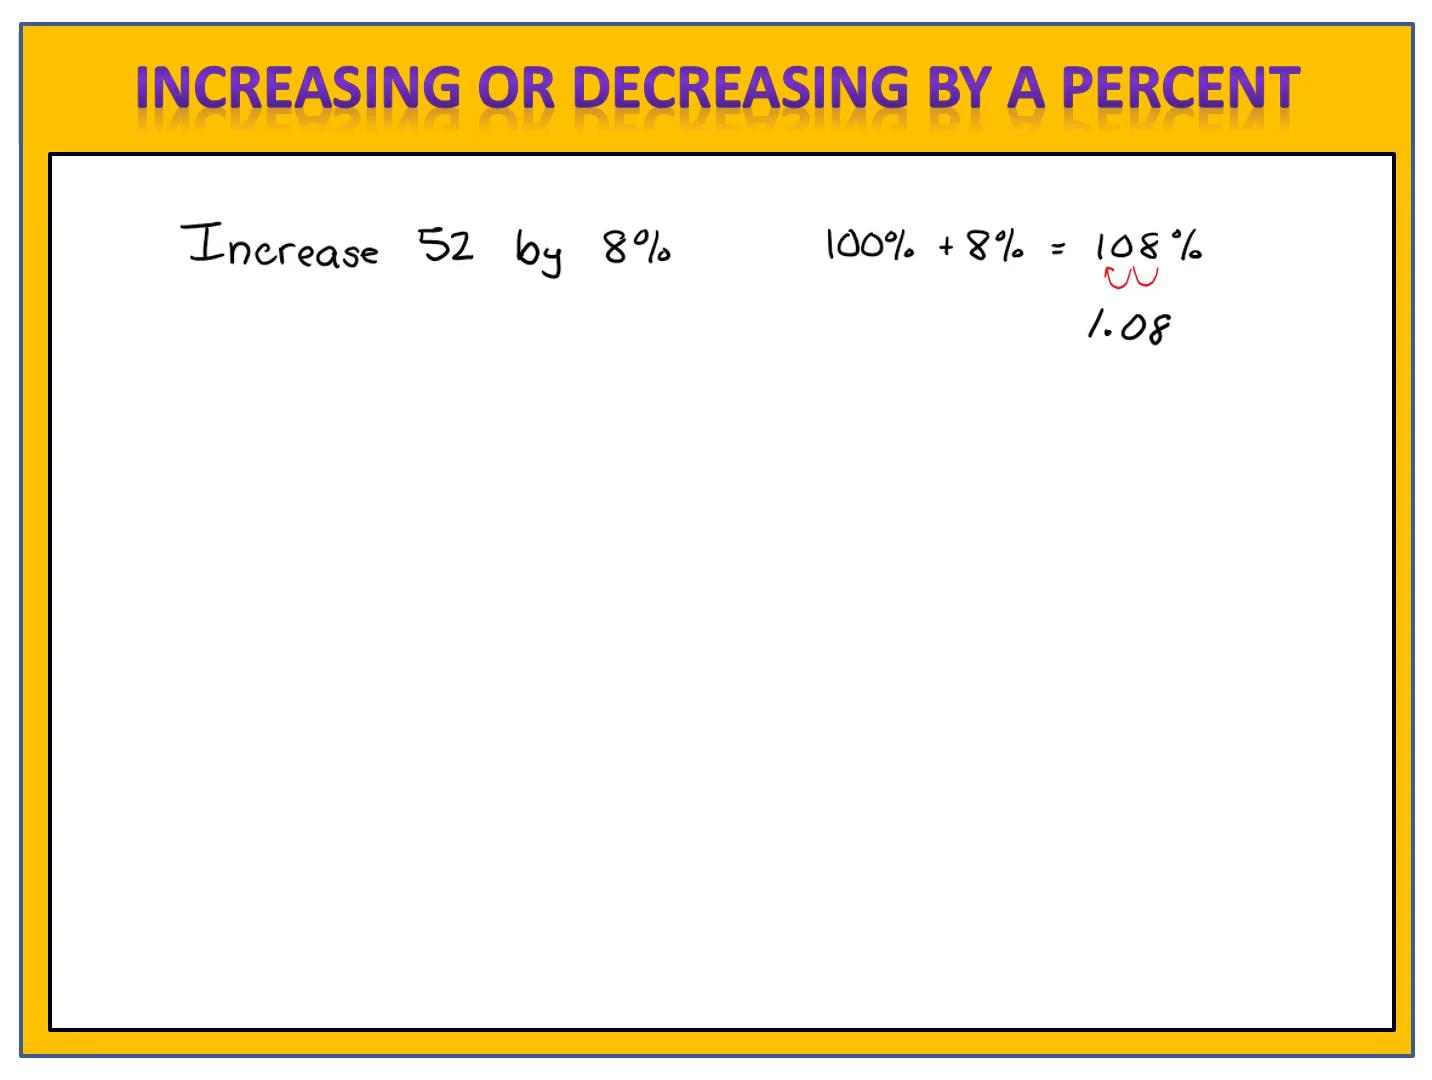 INCREASING OR DECREASING BY A PERCENT
Increase 52 by 8% 100% + 8% = 108%
1.08